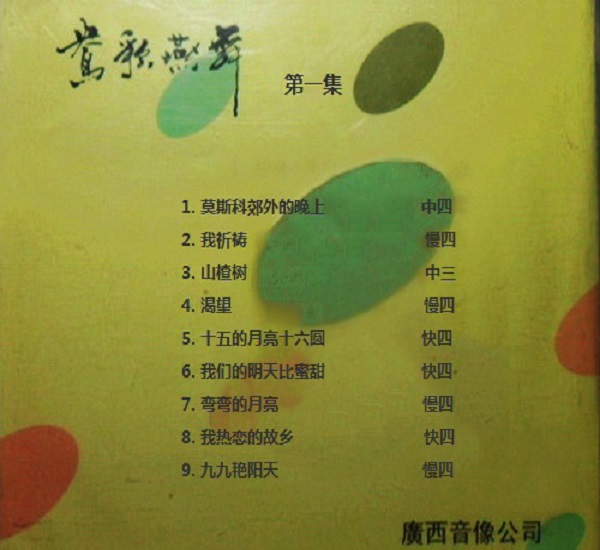 鶯歌燕舞
第一集
1. 莫斯科郊外的晚上 中四
2. 我祈祷 慢四
3. 山楂树 中三
4. 渴望 慢四
5. 十五的月亮十六圆 快四
6. 我们的明天比蜜甜 快四
7. 弯弯的月亮 慢四
8. 我热恋的故乡 快四
9. 九九艳阳天 慢四
廣西音像公司